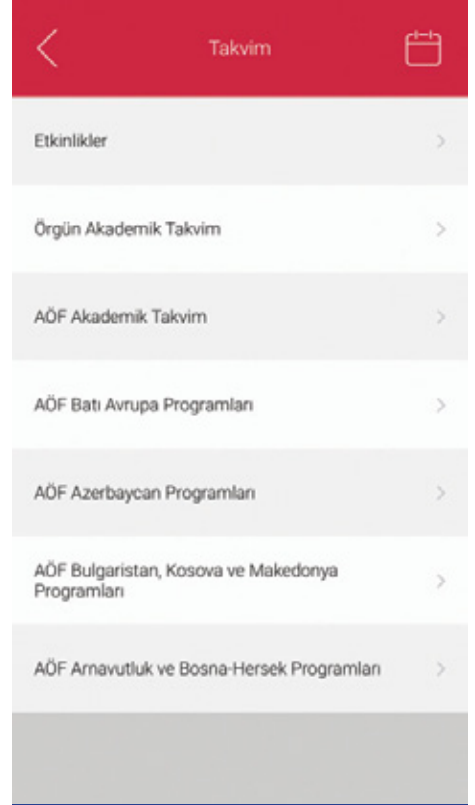 Takvim
Etkinlikler
Örgün Akademik Takvim
AÖF Akademik Takvim
AÖF Batı Avrupa Programları
AÖF Azerbaycan Programları
AÖF Bulgaristan, Kosova ve Makedonya
Programları
AÖF Arnavutluk ve Bosna-Hersek Programları